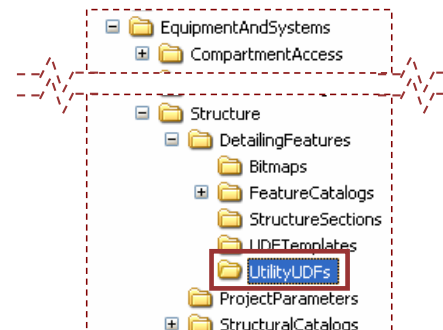 EquipmentAndSystems
CompartmentAccess
Structure
DetailingFeatures
Bitmaps
FeatureCatalogs
StructureSections
UDFTemplates
UtilityUDFs
ProjectParameters
StructuralCatalogs